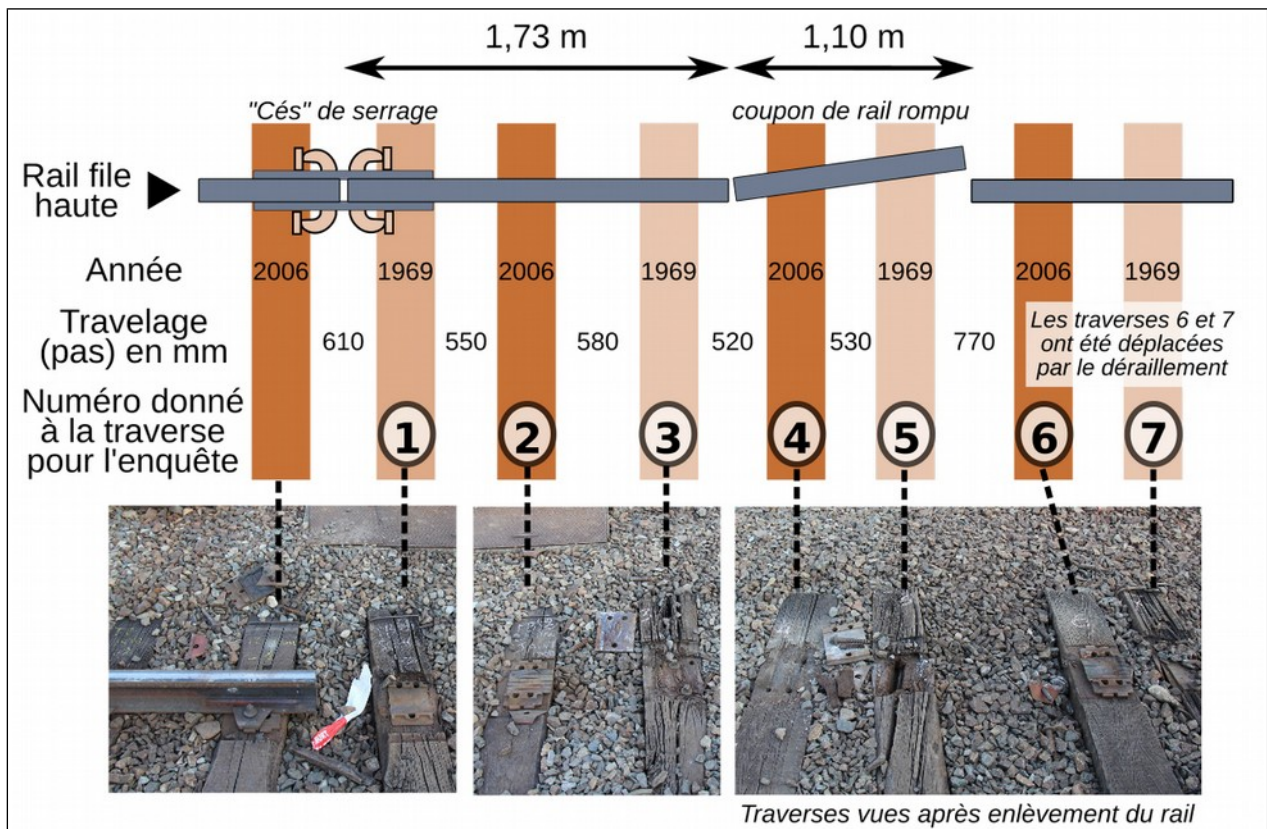 1,73 m
1,10 m
"Cés" de serrage
coupon de rail rompu
Rail file
haute
Année
2006
1969
2006
1969
2006
1969
2006
1969
Travelage
(pas) en mm
610
550
580
520
530
770
Les traverses 6 et 7
ont été déplacées
par le déraillement
Numéro donné
à la traverse
pour l'enquête
1
2
3
4
5
6
7
Traverses vues après enlèvement du rail